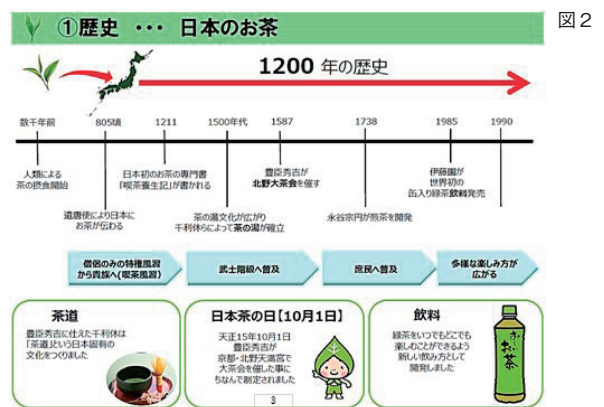 ①歴史 ・・・ 日本のお茶
図2
1200 年の歴史
数千年前
805頃
1211
1500年代
1587
1738
1985
1990
人類による
茶の摂食開始
遣唐使により日本に
お茶が伝わる
日本初のお茶の専門書
「喫茶養生記」が書かれる
茶の湯文化が広がり
千利休らによって茶の湯が確立
豊臣秀吉が
北野大茶会を催す
永谷宗円が煎茶を開発
伊藤園が
世界初の
缶入り緑茶飲料発売
僧侶のみの特権風習
から貴族へ(喫茶風習)
武士階級へ普及
庶民へ普及
多様な楽しみ方が
広がる
茶道
豊臣秀吉に仕えた千利休は
「茶道」という日本固有の
文化をつくりました
日本茶の日【10月1日】
天正15年10月1日
豊臣秀吉が
京都・北野天満宮で
大茶会を催した事に
ちなんで制定されました
3
飲料
緑茶をいつでもどこでも
楽しむことができるよう
新しい飲み方として
開発しました
お〜い
お茶